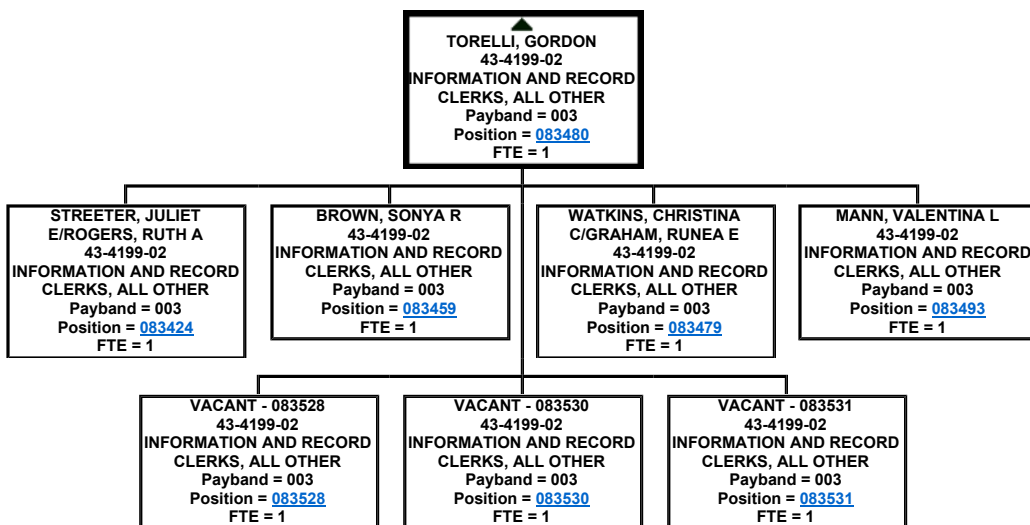 TORELLI, GORDON
43-4199-02
INFORMATION AND RECORD
CLERKS, ALL OTHER
Payband = 003
Position = 083480
FTE = 1
STREETER, JULIET
E/ROGERS, RUTH A
43-4199-02
INFORMATION AND RECORD
CLERKS, ALL OTHER
Payband = 003
Position = 083424
FTE = 1
BROWN, SONYA R
43-4199-02
INFORMATION AND RECORD
CLERKS, ALL OTHER
Payband = 003
Position = 083459
FTE = 1
WATKINS, CHRISTINA
C/GRAHAM, RUNEA E
43-4199-02
INFORMATION AND RECORD
CLERKS, ALL OTHER
Payband = 003
Position = 083479
FTE = 1
MANN, VALENTINA L
43-4199-02
INFORMATION AND RECORD
CLERKS, ALL OTHER
Payband = 003
Position = 083493
FTE = 1
VACANT - 083528
43-4199-02
INFORMATION AND RECORD
CLERKS, ALL OTHER
Payband = 003
Position = 083528
FTE = 1
VACANT - 083530
43-4199-02
INFORMATION AND RECORD
CLERKS, ALL OTHER
Payband = 003
Position = 083530
FTE = 1
VACANT - 083531
43-4199-02
INFORMATION AND RECORD
CLERKS, ALL OTHER
Payband = 003
Position = 083531
FTE = 1